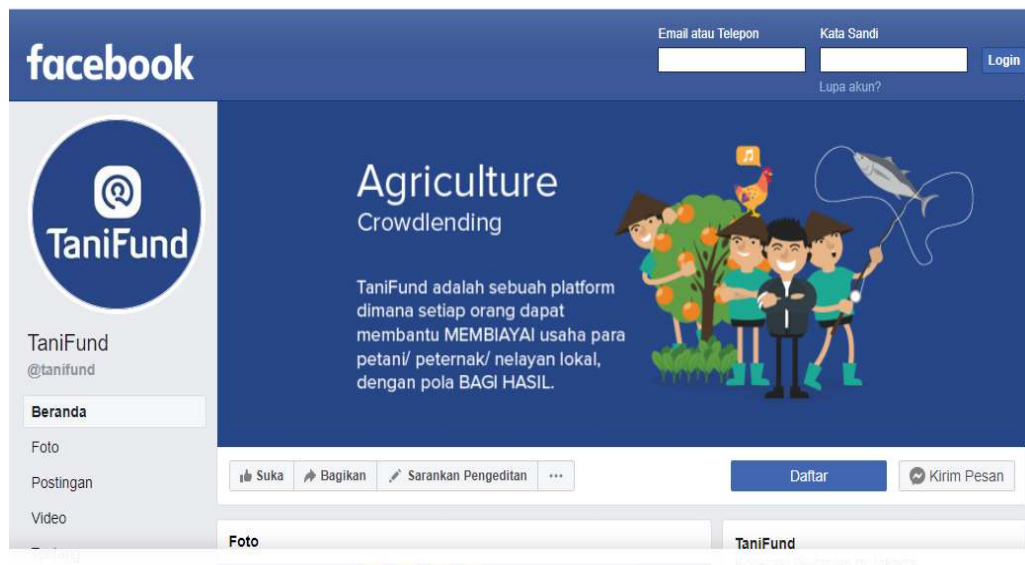 facebook
Email atau Telepon
Kata Sandi
Login
Lupa akun?
TaniFund
TaniFund
@tanifund
Beranda
Foto
Postingan
Video
Agriculture
Crowdlending
TaniFund adalah sebuah platform
dimana setiap orang dapat
membantu MEMBIAYAI usaha para
petani/ peternak/ nelayan lokal,
dengan pola BAGI HASIL.
Suka
Bagikan
Sarankan Pengeditan
...
Daftar
Kirim Pesan
Foto
TaniFund